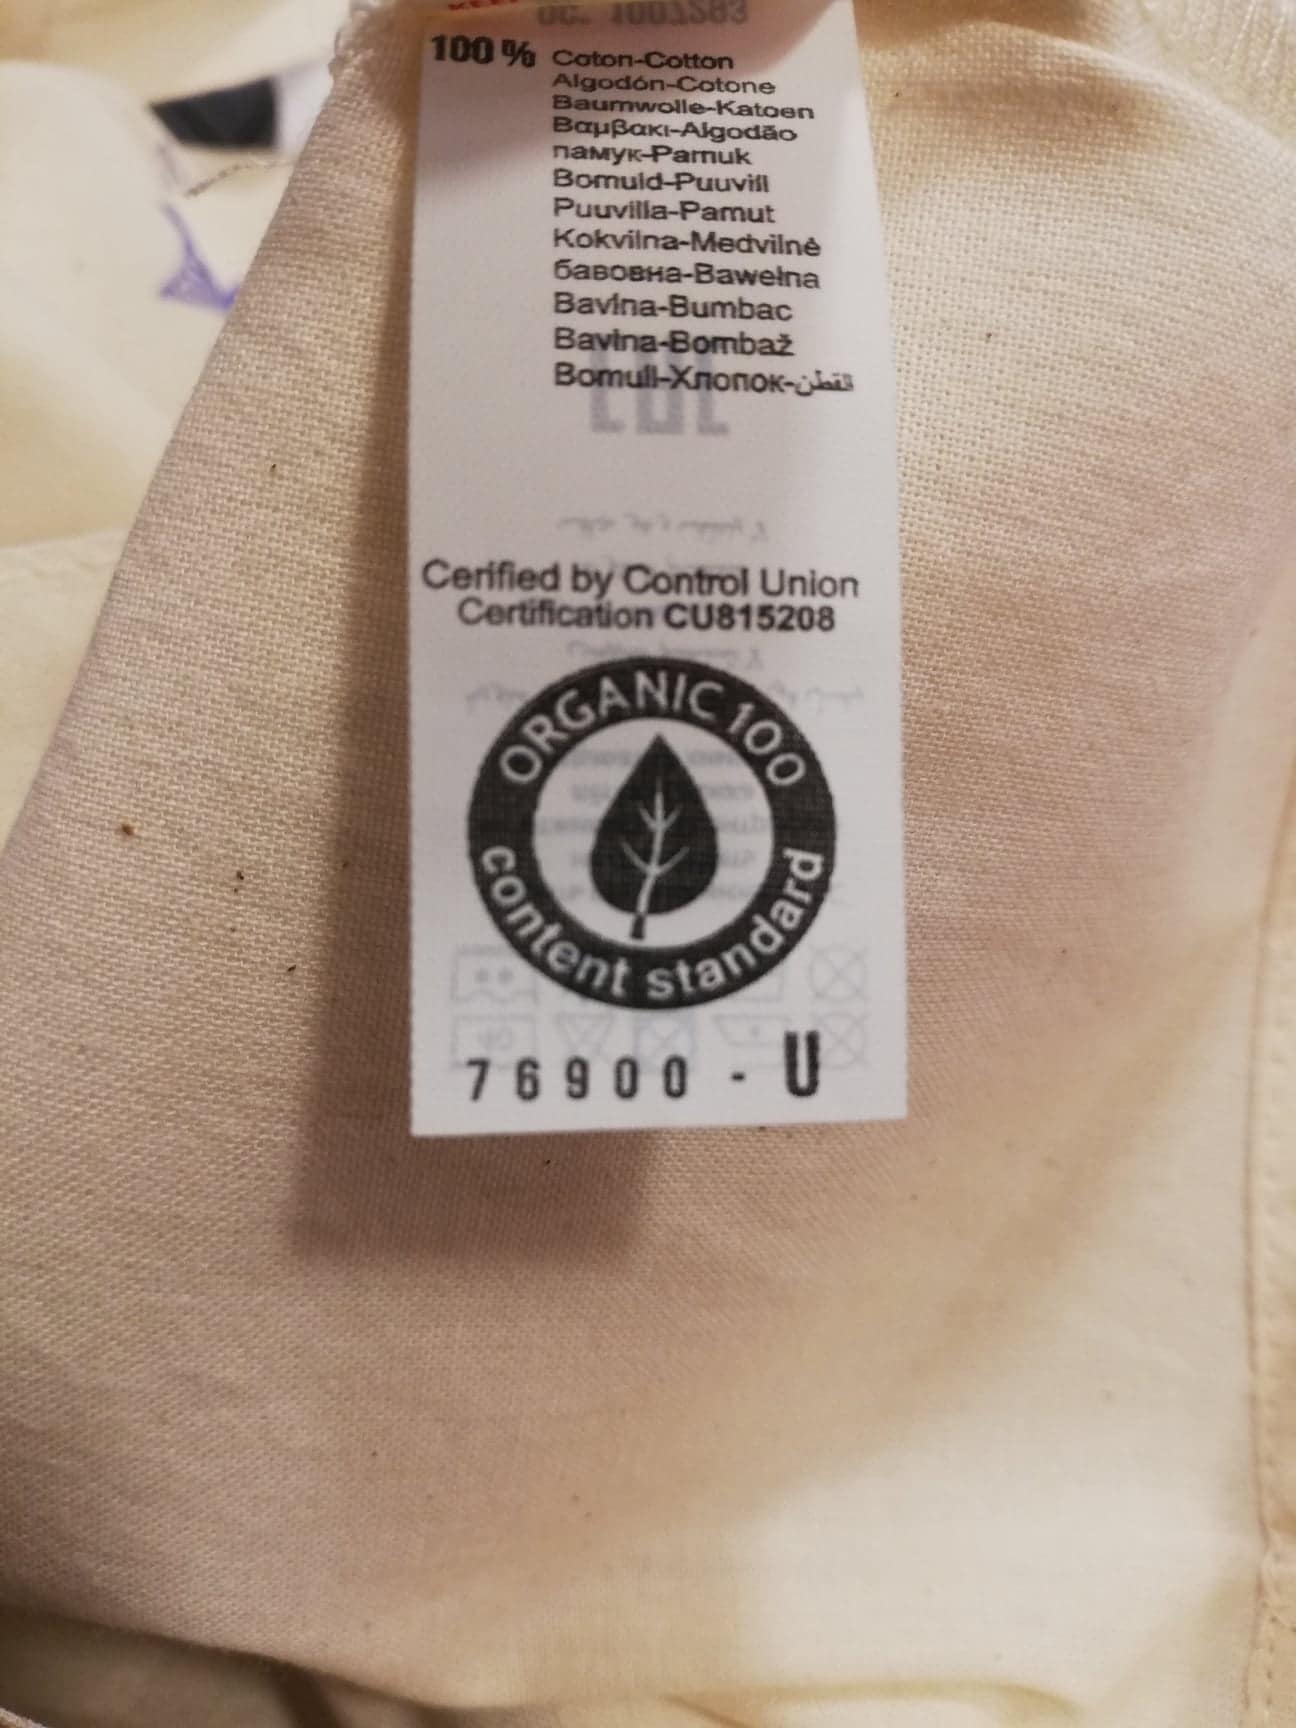 100 % Coton-Cotton
Algodón-Cotone
Baumwolle-Katoen
Βαμβακι-Algodão
памук-Pamuk
Bomuld-Puuvill
Puuvilla-Pamut
Kokvilna-Medvilnė
бавовна-Bawełna
Bavlna-Bumbac
Bavlna-Bombaž
Bomull-Хлопок-القطن
Cerified by Control Union
Certification CU815208
ORGANIC 100
content standard
76900 - U